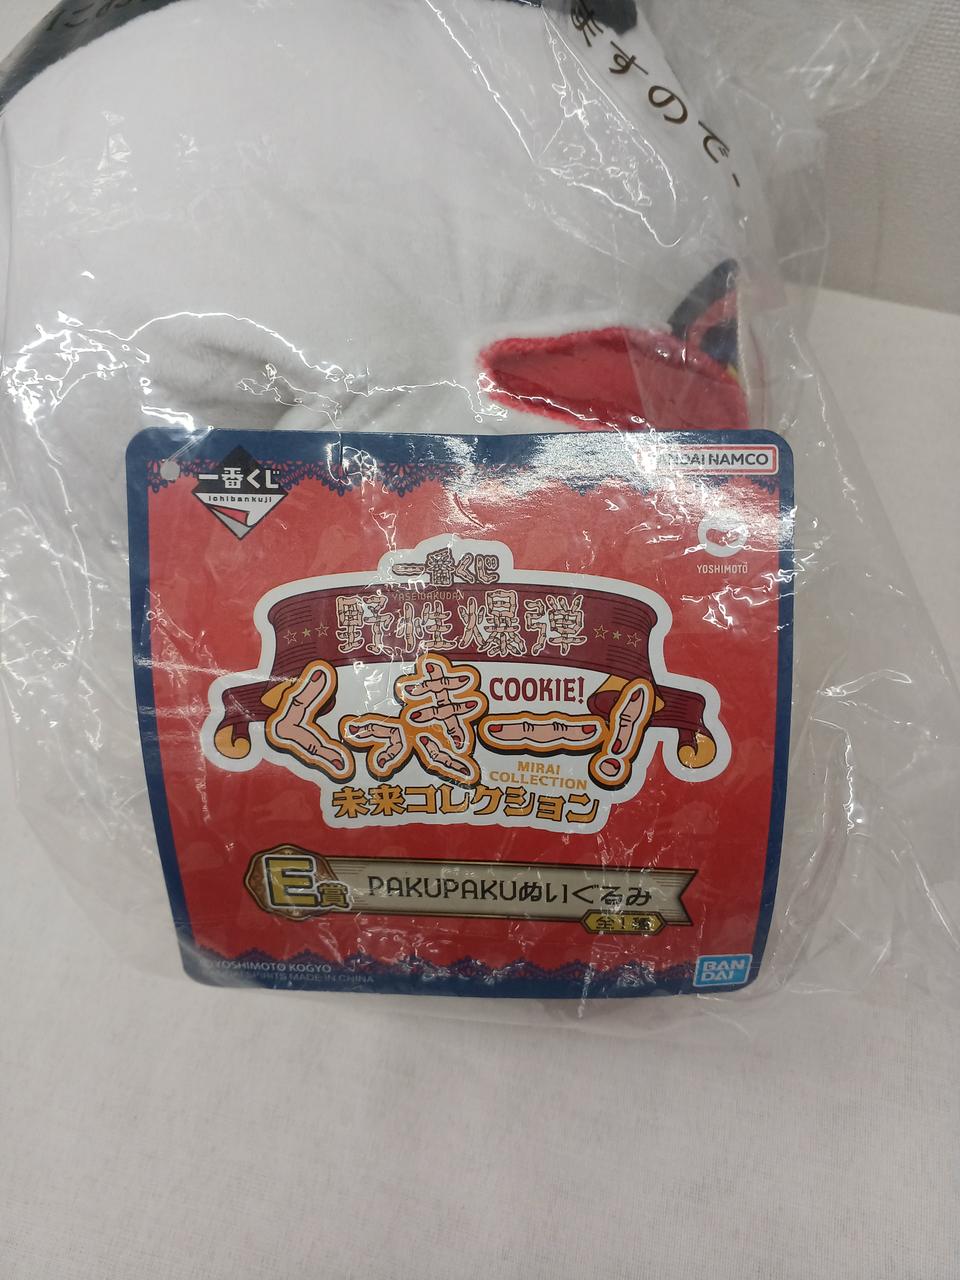 ますので、
一番くじ
ichibankuji
BANDAI NAMCO
YOSHIMOTO
一番くじ
YASEIBAKUDAN
野性爆弾
COOKIE!
くっきー!
MIRAI
COLLECTION
未来コレクション
E賞
PAKUPAKUぬいぐるみ
全1種
YOSHIMOTO KOGYO
SPIRITS MADE IN CHINA
BAN
DAI